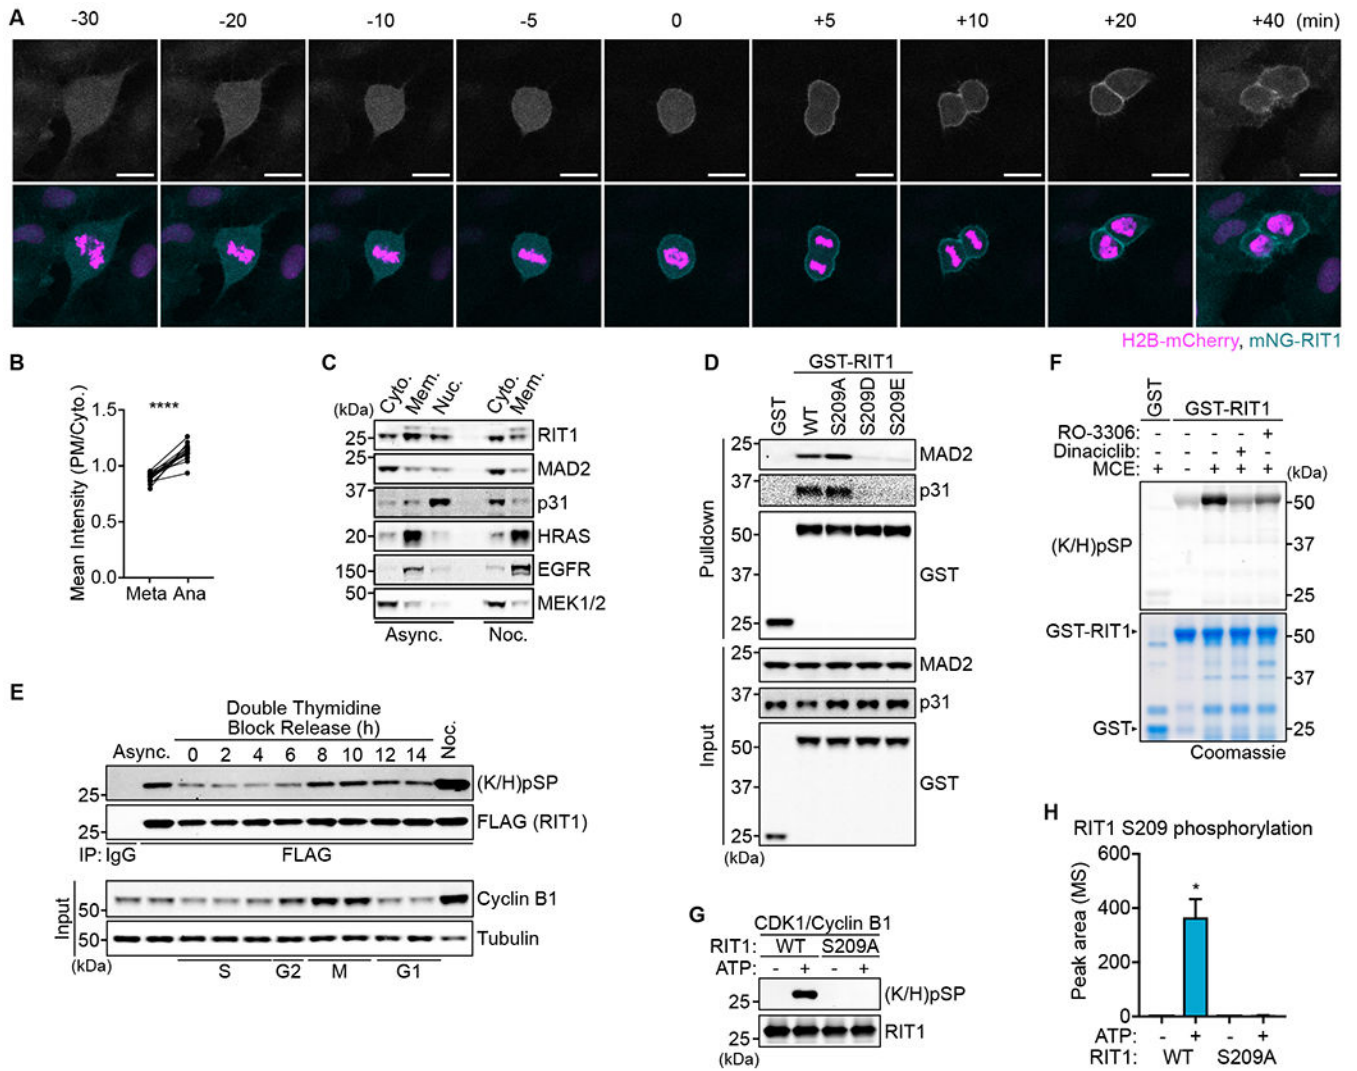 A
-30 -20 -10 -5 0 +5 +10 +20 +40 (min)
H2B-mCherry, mNG-RIT1
B
Mean Intensity (PM/Cyto.)
1.5
1.0
0.5
0.0
****
Meta Ana
C
Cyto. Mem. Nuc. Cyto. Mem.
(kDa)
25 RIT1
25 MAD2
37 p31
20 HRAS
150 EGFR
50 MEK1/2
Async. Noc.
D
GST-RIT1
GST WT S209A S209D S209E
Pulldown
25 MAD2
37 p31
50
37 GST
25
Input
25 MAD2
37 p31
50
37 GST
25
(kDa)
E
Double Thymidine
Block Release (h)
Async. 0 2 4 6 8 10 12 14 Noc.
25 (K/H)pSP
25 FLAG (RIT1)
IP: IgG FLAG
Input
50 Cyclin B1
50 Tubulin
(kDa) S G2 M G1
F
GST GST-RIT1
RO-3306: - - - - +
Dinaciclib: - - - + -
MCE: + - + + + (kDa)
(K/H)pSP
50
37
25
GST-RIT1 50
37
GST 25
Coomassie
G
CDK1/Cyclin B1
RIT1: WT S209A
ATP: - + - +
25 (K/H)pSP
25 RIT1
(kDa)
H
RIT1 S209 phosphorylation
Peak area (MS)
600
400
200
0
*
ATP: - + - +
RIT1: WT S209A